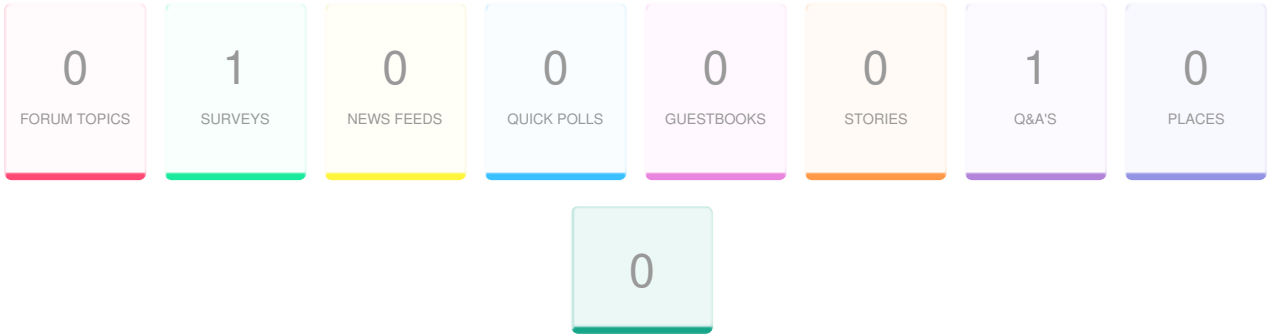 0 1 0 0 0 0 1 0
FORUM TOPICS SURVEYS NEWS FEEDS QUICK POLLS GUESTBOOKS STORIES Q&A'S PLACES
0